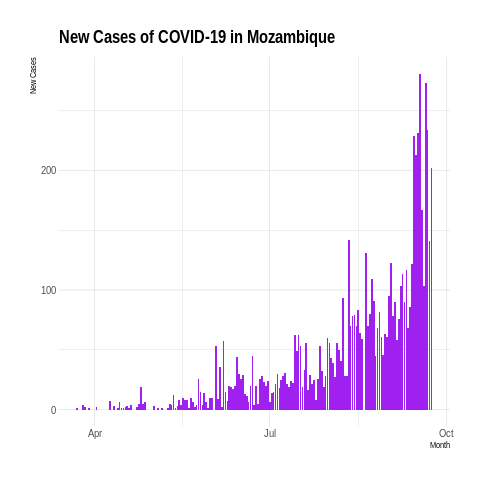 New Cases of COVID-19 in Mozambique
New Cases
200
100
0
Apr
Jul
Oct
Month